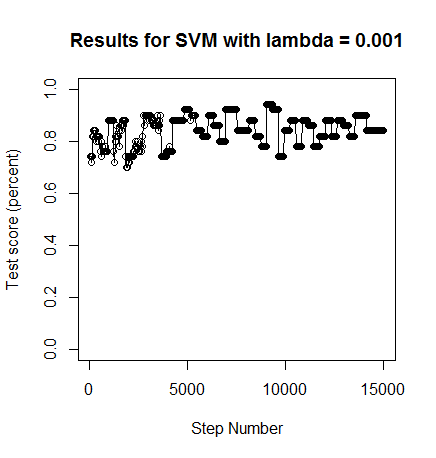 Results for SVM with lambda = 0.001
Test score (percent)
1.0
0.8
0.6
0.4
0.2
0.0
0 5000 10000 15000
Step Number